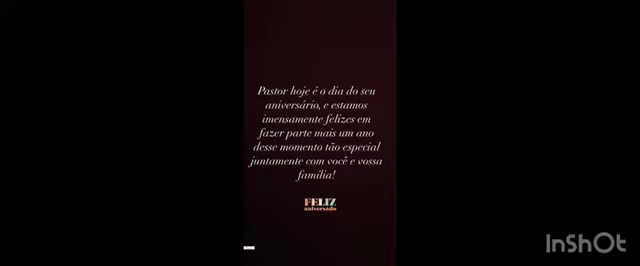 Pastor hoje é o dia do seu
aniversário, e estamos
imensamente felizes em
fazer parte mais um ano
desse momento tão especial
juntamente com você e vossa
família!
FELIZ
aniversário
InShOt